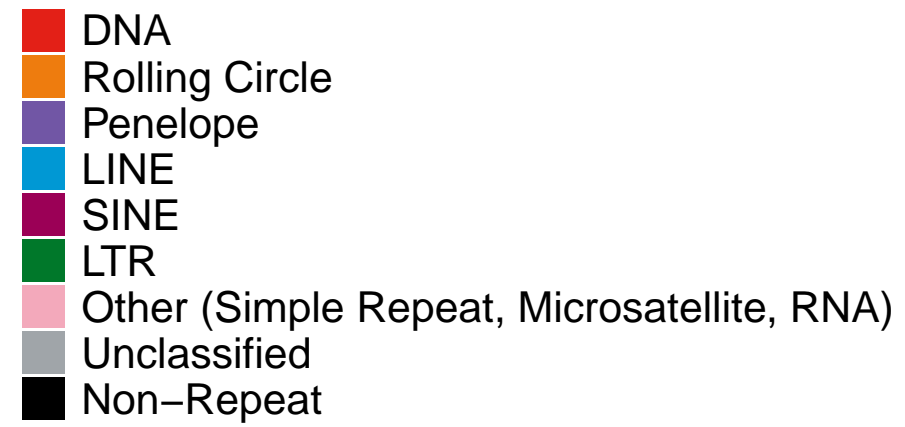 DNA
Rolling Circle
Penelope
LINE
SINE
LTR
Other (Simple Repeat, Microsatellite, RNA)
Unclassified
Non−Repeat